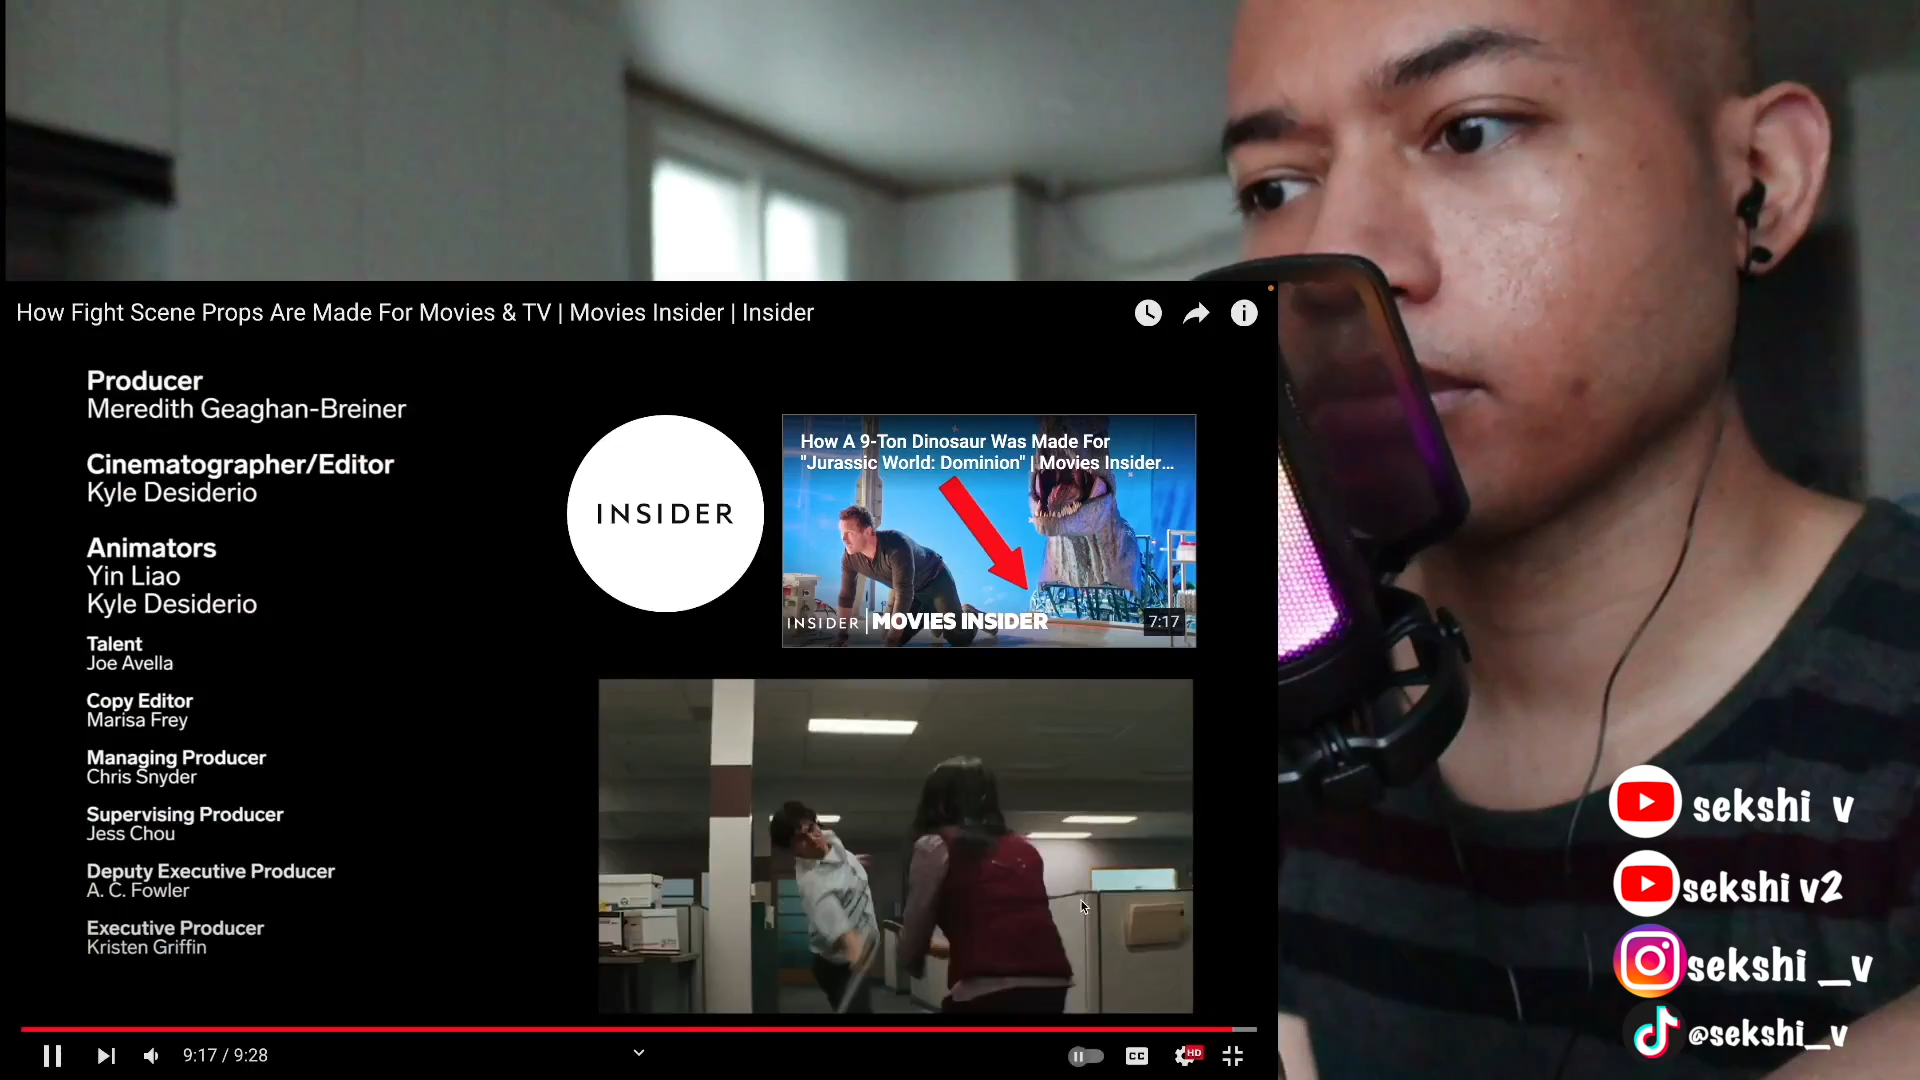 How Fight Scene Props Are Made For Movies & TV | Movies Insider | Insider
Producer
Meredith Geaghan-Breiner
Cinematographer/Editor
Kyle Desiderio
Animators
Yin Liao
Kyle Desiderio
Talent
Joe Avella
Copy Editor
Marisa Frey
Managing Producer
Chris Snyder
Supervising Producer
Jess Chou
Deputy Executive Producer
A. C. Fowler
Executive Producer
Kristen Griffin
INSIDER
How A 9-Ton Dinosaur Was Made For
"Jurassic World: Dominion" | Movies Insider...
INSIDER | MOVIES INSIDER
7:17
9:17 / 9:28
CC
HD
sekshi v
sekshi v2
sekshi __v
@sekshi__v